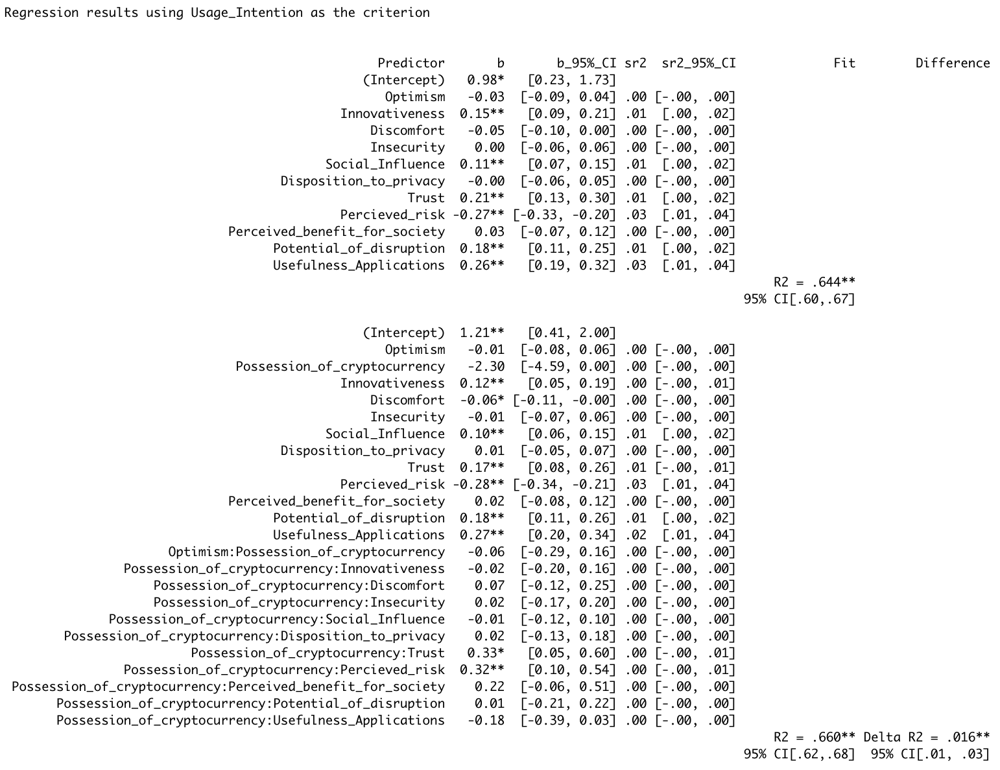 Regression results using Usage_Intention as the criterion
Predictor b b_95%_CI sr2 sr2_95%_CI Fit Difference
(Intercept) 0.98* [0.23, 1.73]
Optimism -0.03 [-0.09, 0.04] .00 [-.00, .00]
Innovativeness 0.15** [0.09, 0.21] .01 [.00, .02]
Discomfort -0.05 [-0.10, 0.00] .00 [-.00, .00]
Insecurity 0.00 [-0.06, 0.06] .00 [-.00, .00]
Social_Influence 0.11** [0.07, 0.15] .01 [.00, .02]
Disposition_to_privacy -0.00 [-0.06, 0.05] .00 [-.00, .00]
Trust 0.21** [0.13, 0.30] .01 [.00, .02]
Percieved_risk -0.27** [-0.33, -0.20] .03 [.01, .04]
Perceived_benefit_for_society 0.03 [-0.07, 0.12] .00 [-.00, .00]
Potential_of_disruption 0.18** [0.11, 0.25] .01 [.00, .02]
Usefulness_Applications 0.26** [0.19, 0.32] .03 [.01, .04]
R2 = .644**
95% CI[.60,.67]
(Intercept) 1.21** [0.41, 2.00]
Optimism -0.01 [-0.08, 0.06] .00 [-.00, .00]
Possession_of_cryptocurrency -2.30 [-4.59, 0.00] .00 [-.00, .00]
Innovativeness 0.12** [0.05, 0.19] .00 [-.00, .01]
Discomfort -0.06* [-0.11, -0.00] .00 [-.00, .00]
Insecurity -0.01 [-0.07, 0.06] .00 [-.00, .00]
Social_Influence 0.10** [0.06, 0.15] .01 [.00, .02]
Disposition_to_privacy 0.01 [-0.05, 0.07] .00 [-.00, .00]
Trust 0.17** [0.08, 0.26] .01 [-.00, .01]
Percieved_risk -0.28** [-0.34, -0.21] .03 [.01, .04]
Perceived_benefit_for_society 0.02 [-0.08, 0.12] .00 [-.00, .00]
Potential_of_disruption 0.18** [0.11, 0.26] .01 [.00, .02]
Usefulness_Applications 0.27** [0.20, 0.34] .02 [.01, .04]
Optimism:Possession_of_cryptocurrency -0.06 [-0.29, 0.16] .00 [-.00, .00]
Possession_of_cryptocurrency:Innovativeness -0.02 [-0.20, 0.16] .00 [-.00, .00]
Possession_of_cryptocurrency:Discomfort 0.07 [-0.12, 0.25] .00 [-.00, .00]
Possession_of_cryptocurrency:Insecurity 0.02 [-0.17, 0.20] .00 [-.00, .00]
Possession_of_cryptocurrency:Social_Influence -0.01 [-0.12, 0.10] .00 [-.00, .00]
Possession_of_cryptocurrency:Disposition_to_privacy 0.02 [-0.13, 0.18] .00 [-.00, .00]
Possession_of_cryptocurrency:Trust 0.33* [0.05, 0.60] .00 [-.00, .01]
Possession_of_cryptocurrency:Percieved_risk 0.32** [0.10, 0.54] .00 [-.00, .01]
Possession_of_cryptocurrency:Perceived_benefit_for_society 0.22 [-0.06, 0.51] .00 [-.00, .00]
Possession_of_cryptocurrency:Potential_of_disruption 0.01 [-0.21, 0.22] .00 [-.00, .00]
Possession_of_cryptocurrency:Usefulness_Applications -0.18 [-0.39, 0.03] .00 [-.00, .00]
R2 = .660** Delta R2 = .016**
95% CI[.62,.68] 95% CI[.01, .03]